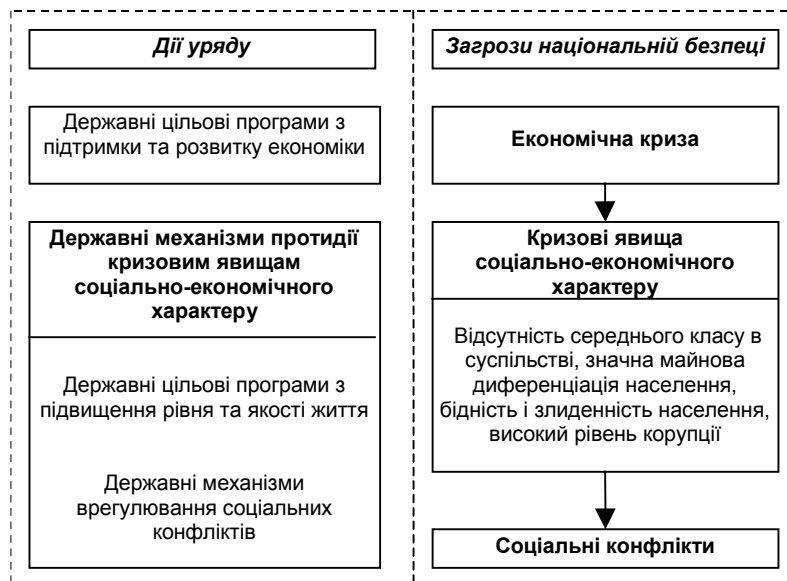 Дії уряду
Державні цільові програми з
підтримки та розвитку економіки
Державні механізми протидії
кризовим явищам
соціально-економічного
характеру
Державні цільові програми з
підвищення рівня та якості життя
Державні механізми
врегулювання соціальних
конфліктів
Загрози національній безпеці
Економічна криза
Кризові явища
соціально-економічного
характеру
Відсутність середнього класу в
суспільстві, значна майнова
диференціація населення,
бідність і злиденність населення,
високий рівень корупції
Соціальні конфлікти